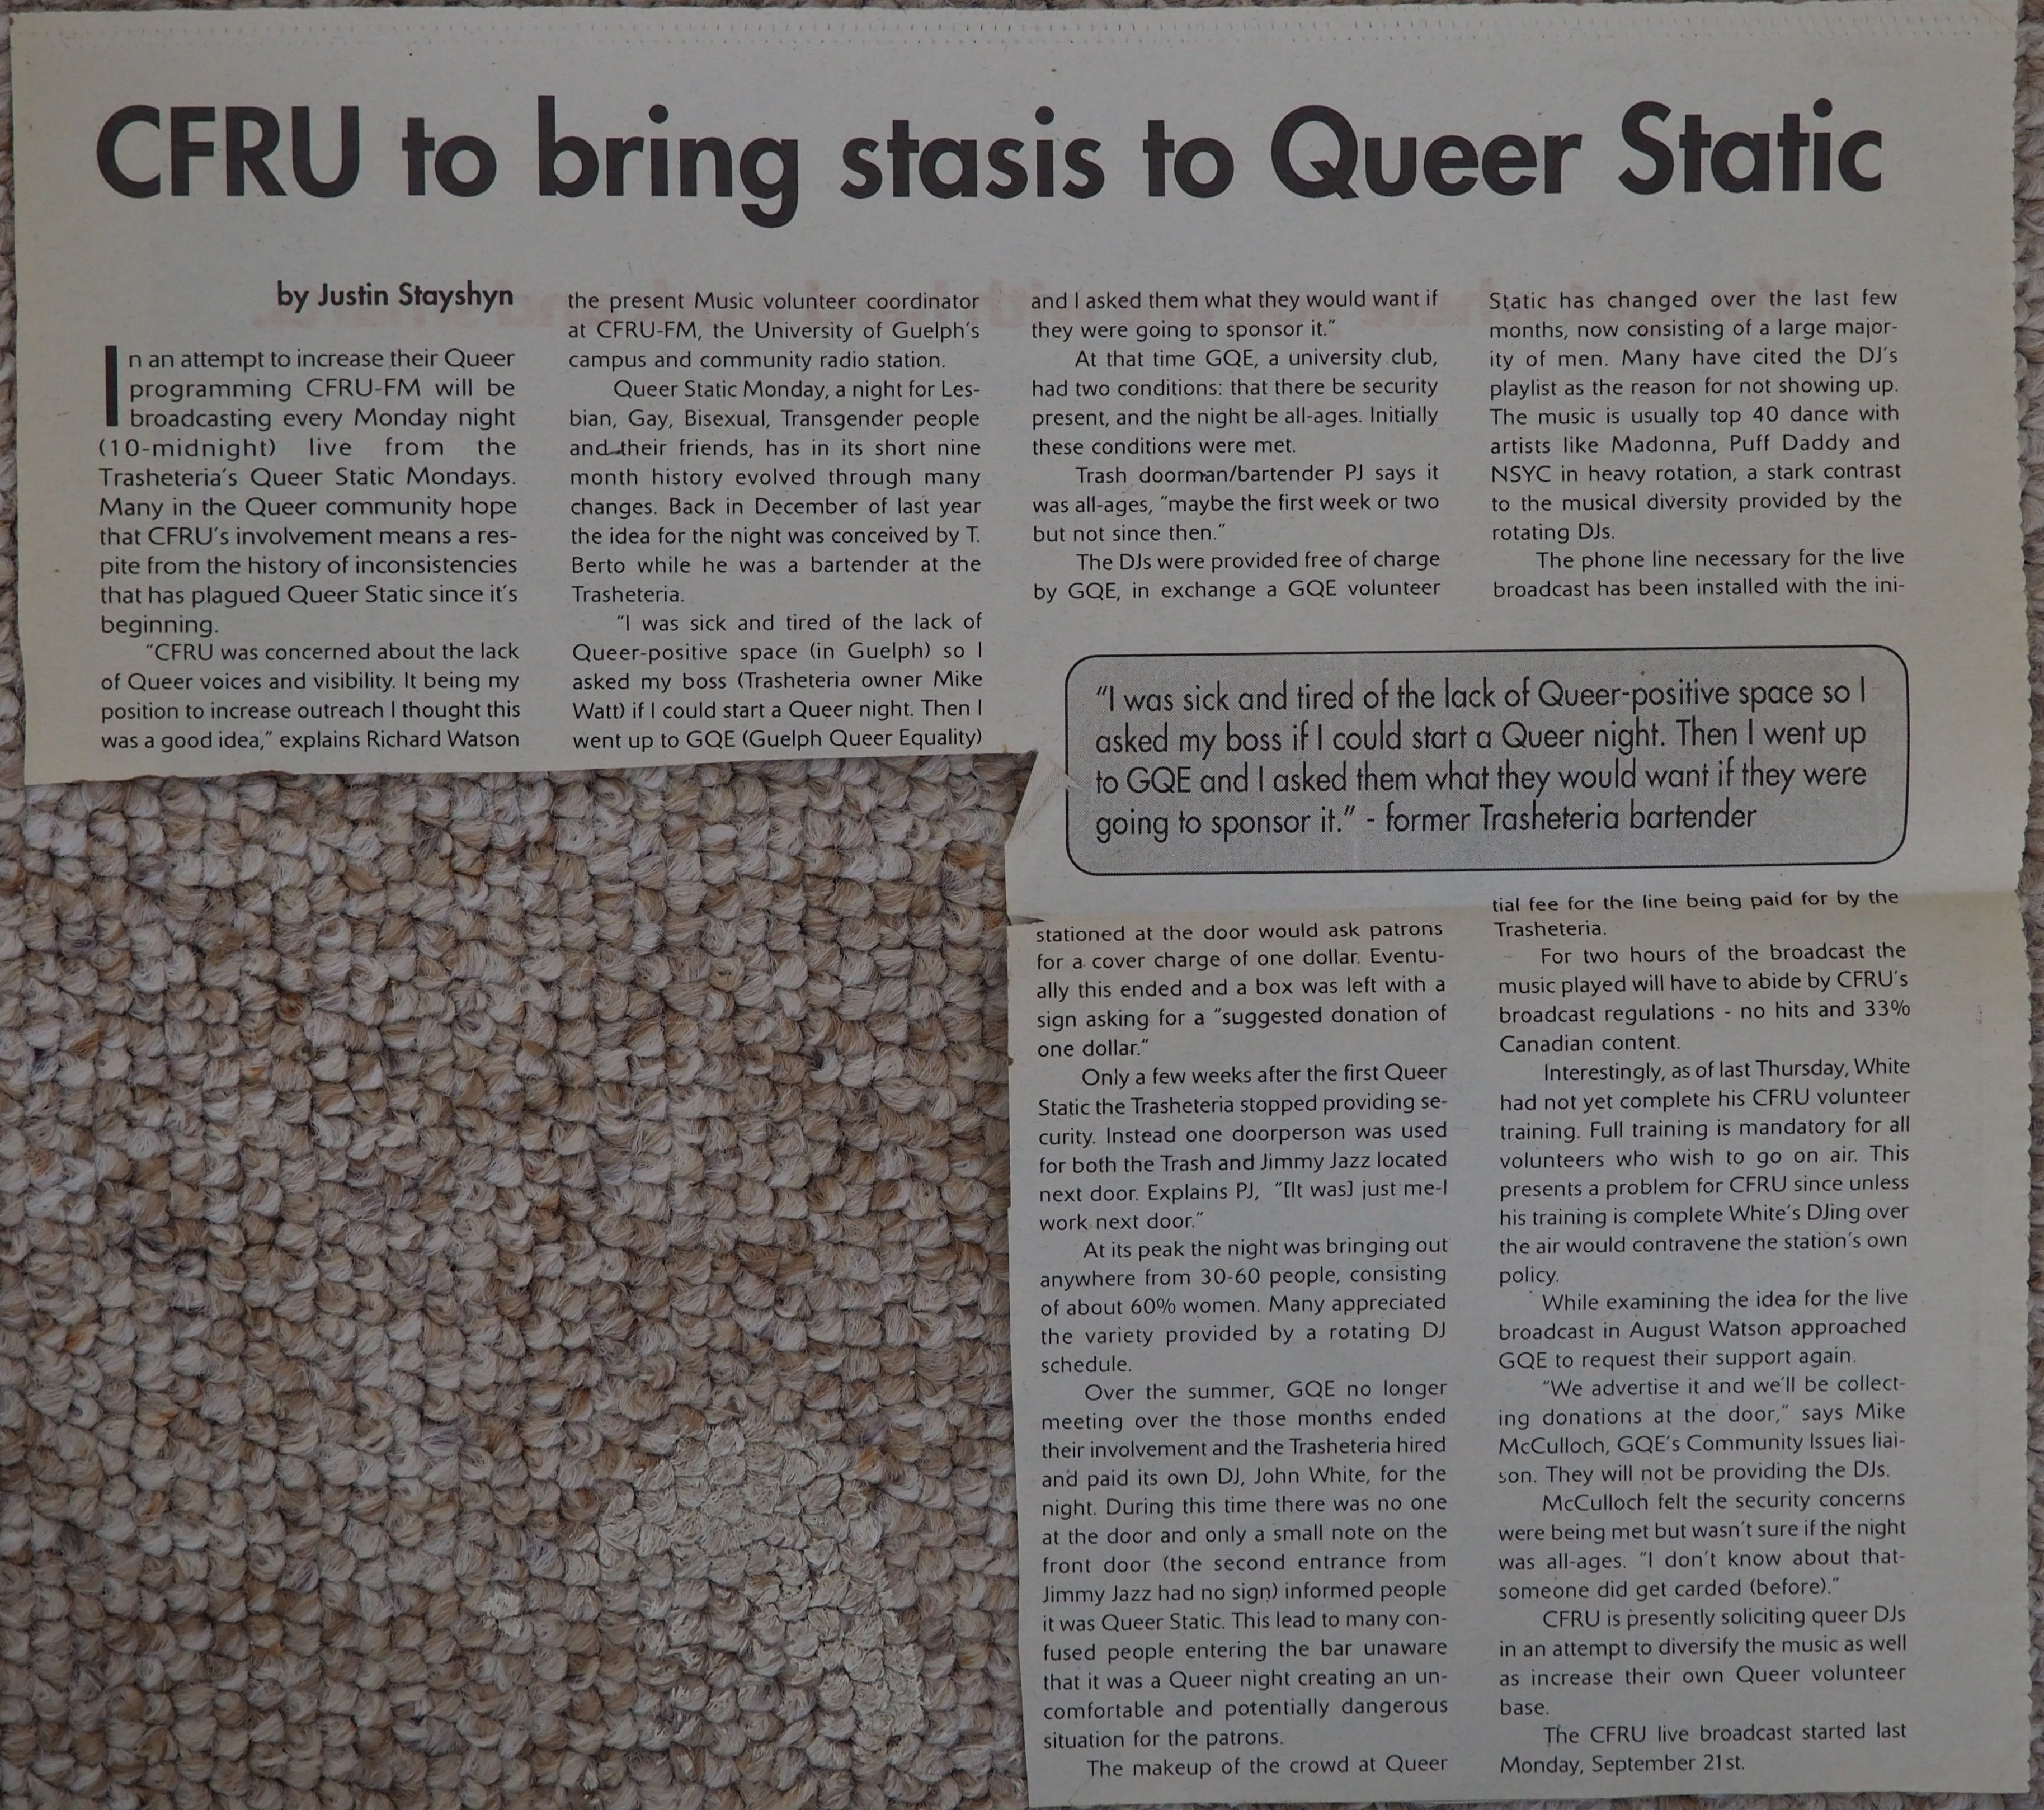 CFRU to bring stasis to Queer Static
by Justin Stayshyn
In an attempt to increase their Queer
programming CFRU-FM will be
broadcasting every Monday night
(10-midnight) live from the
Trasheteria's Queer Static Mondays.
Many in the Queer community hope
that CFRU's involvement means a res-
pite from the history of inconsistencies
that has plagued Queer Static since it's
beginning.
"CFRU was concerned about the lack
of Queer voices and visibility. It being my
position to increase outreach I thought this
was a good idea," explains Richard Watson
the present Music volunteer coordinator
at CFRU-FM, the University of Guelph's
campus and community radio station.
Queer Static Monday, a night for Les-
bian, Gay, Bisexual, Transgender people
and their friends, has in its short nine
month history evolved through many
changes. Back in December of last year
the idea for the night was conceived by T.
Berto while he was a bartender at the
Trasheteria.
"I was sick and tired of the lack of
Queer-positive space (in Guelph) so I
asked my boss (Trasheteria owner Mike
Watt) if I could start a Queer night. Then I
went up to GQE (Guelph Queer Equality)
and I asked them what they would want if
they were going to sponsor it."
At that time GQE, a university club,
had two conditions: that there be security
present, and the night be all-ages. Initially
these conditions were met.
Trash doorman/bartender PJ says it
was all-ages, "maybe the first week or two
but not since then."
The DJs were provided free of charge
by GQE, in exchange a GQE volunteer
stationed at the door would ask patrons
for a cover charge of one dollar. Eventu-
ally this ended and a box was left with a
sign asking for a "suggested donation of
one dollar."
Only a few weeks after the first Queer
Static the Trasheteria stopped providing se-
curity. Instead one doorperson was used
for both the Trash and Jimmy Jazz located
next door. Explains PJ, "[It was] just me-I
work next door."
At its peak the night was bringing out
anywhere from 30-60 people, consisting
of about 60% women. Many appreciated
the variety provided by a rotating DJ
schedule.
Over the summer, GQE no longer
meeting over the those months ended
their involvement and the Trasheteria hired
and paid its own DJ, John White, for the
night. During this time there was no one
at the door and only a small note on the
front door (the second entrance from
Jimmy Jazz had no sign) informed people
it was Queer Static. This lead to many con-
fused people entering the bar unaware
that it was a Queer night creating an un-
comfortable and potentially dangerous
situation for the patrons.
The makeup of the crowd at Queer
Static has changed over the last few
months, now consisting of a large major-
ity of men. Many have cited the DJ's
playlist as the reason for not showing up.
The music is usually top 40 dance with
artists like Madonna, Puff Daddy and
NSYC in heavy rotation, a stark contrast
to the musical diversity provided by the
rotating DJs.
The phone line necessary for the live
broadcast has been installed with the ini-
"I was sick and tired of the lack of Queer-positive space so I
asked my boss if I could start a Queer night. Then I went up
to GQE and I asked them what they would want if they were
going to sponsor it." - former Trasheteria bartender
tial fee for the line being paid for by the
Trasheteria.
For two hours of the broadcast the
music played will have to abide by CFRU's
broadcast regulations - no hits and 33%
Canadian content.
Interestingly, as of last Thursday, White
had not yet complete his CFRU volunteer
training. Full training is mandatory for all
volunteers who wish to go on air. This
presents a problem for CFRU since unless
his training is complete White's DJing over
the air would contravene the station's own
policy.
While examining the idea for the live
broadcast in August Watson approached
GQE to request their support again.
"We advertise it and we'll be collect-
ing donations at the door," says Mike
McCulloch, GQE's Community Issues liai-
son. They will not be providing the DJs.
McCulloch felt the security concerns
were being met but wasn't sure if the night
was all-ages. "I don't know about that-
someone did get carded (before)."
CFRU is presently soliciting queer DJs
in an attempt to diversify the music as well
as increase their own Queer volunteer
base.
The CFRU live broadcast started last
Monday, September 21st.